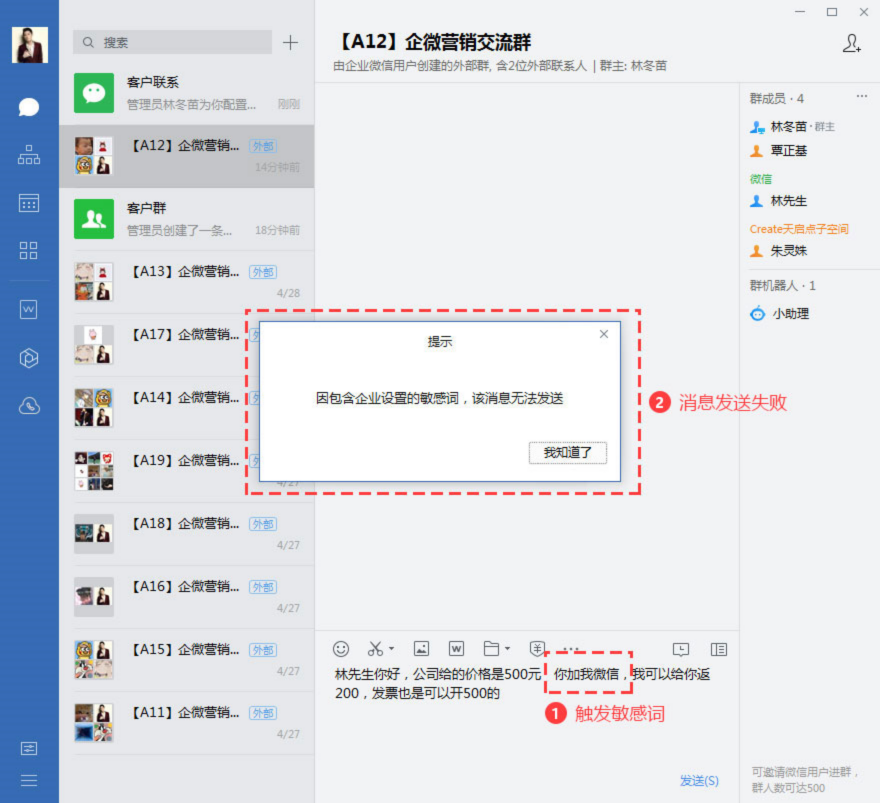 搜索
客户联系
管理员林冬苗为你配置...
刚刚
【A12】企微营销...
外部
14分钟前
客户群
管理员创建了一条...
18分钟前
【A13】企微营销...
外部
4/28
【A17】企微营销...
【A14】企微营销...
【A19】企微营销...
4/27
【A18】企微营销...
外部
4/27
【A16】企微营销...
外部
4/27
【A15】企微营销...
外部
4/27
【A11】企微营销...
外部
4/27
【A12】企微营销交流群
由企业微信用户创建的外部群, 含2位外部联系人 | 群主: 林冬苗
提示
因包含企业设置的敏感词，该消息无法发送
我知道了
2 消息发送失败
林先生你好，公司给的价格是500元 你加我微信，我可以给你返
200，发票也是可以开500的
1 触发敏感词
发送(S)
群成员 · 4
林冬苗 · 群主
覃正基
微信
林先生
Create天启点子空间
朱灵姝
群机器人 · 1
小助理
可邀请微信用户进群，
群人数可达500